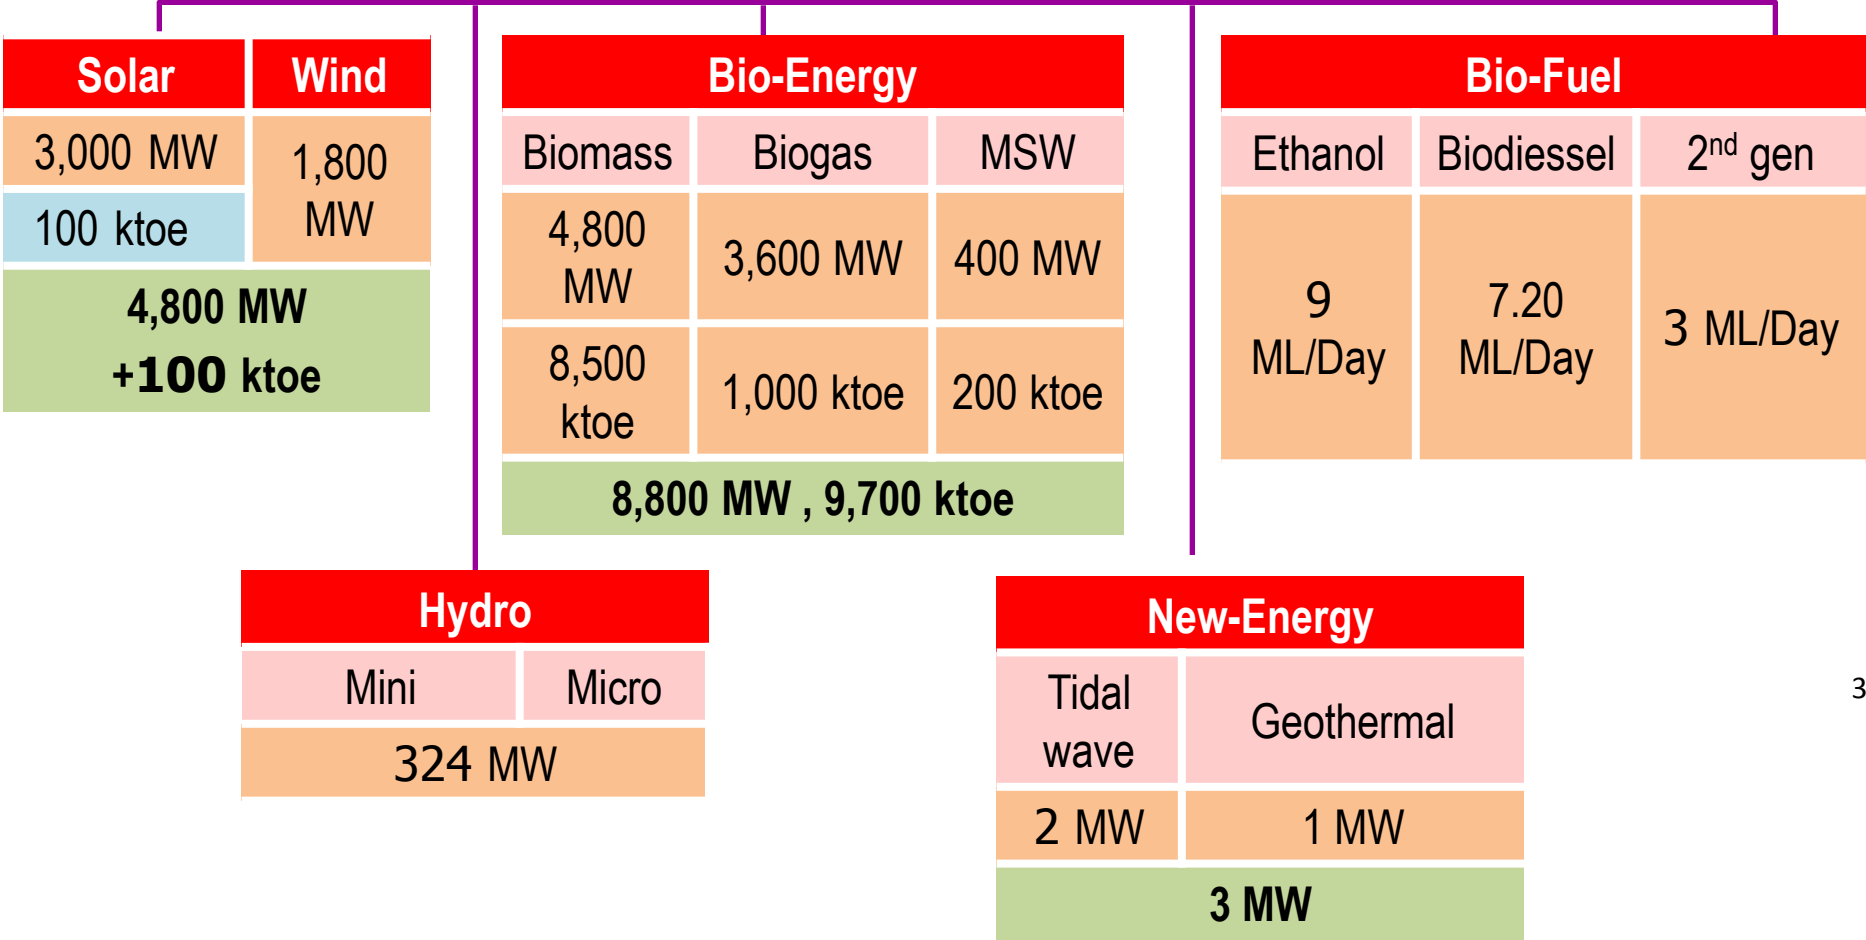 Solar
Wind
3,000 MW
1,800
MW
100 ktoe
4,800 MW
+100 ktoe
Bio-Energy
Biomass
Biogas
MSW
4,800
MW
3,600 MW
400 MW
8,500
ktoe
1,000 ktoe
200 ktoe
8,800 MW , 9,700 ktoe
Bio-Fuel
Ethanol
Biodiessel
2nd gen
9
ML/Day
7.20
ML/Day
3 ML/Day
Hydro
Mini
Micro
324 MW
New-Energy
Tidal
wave
Geothermal
2 MW
1 MW
3 MW
3